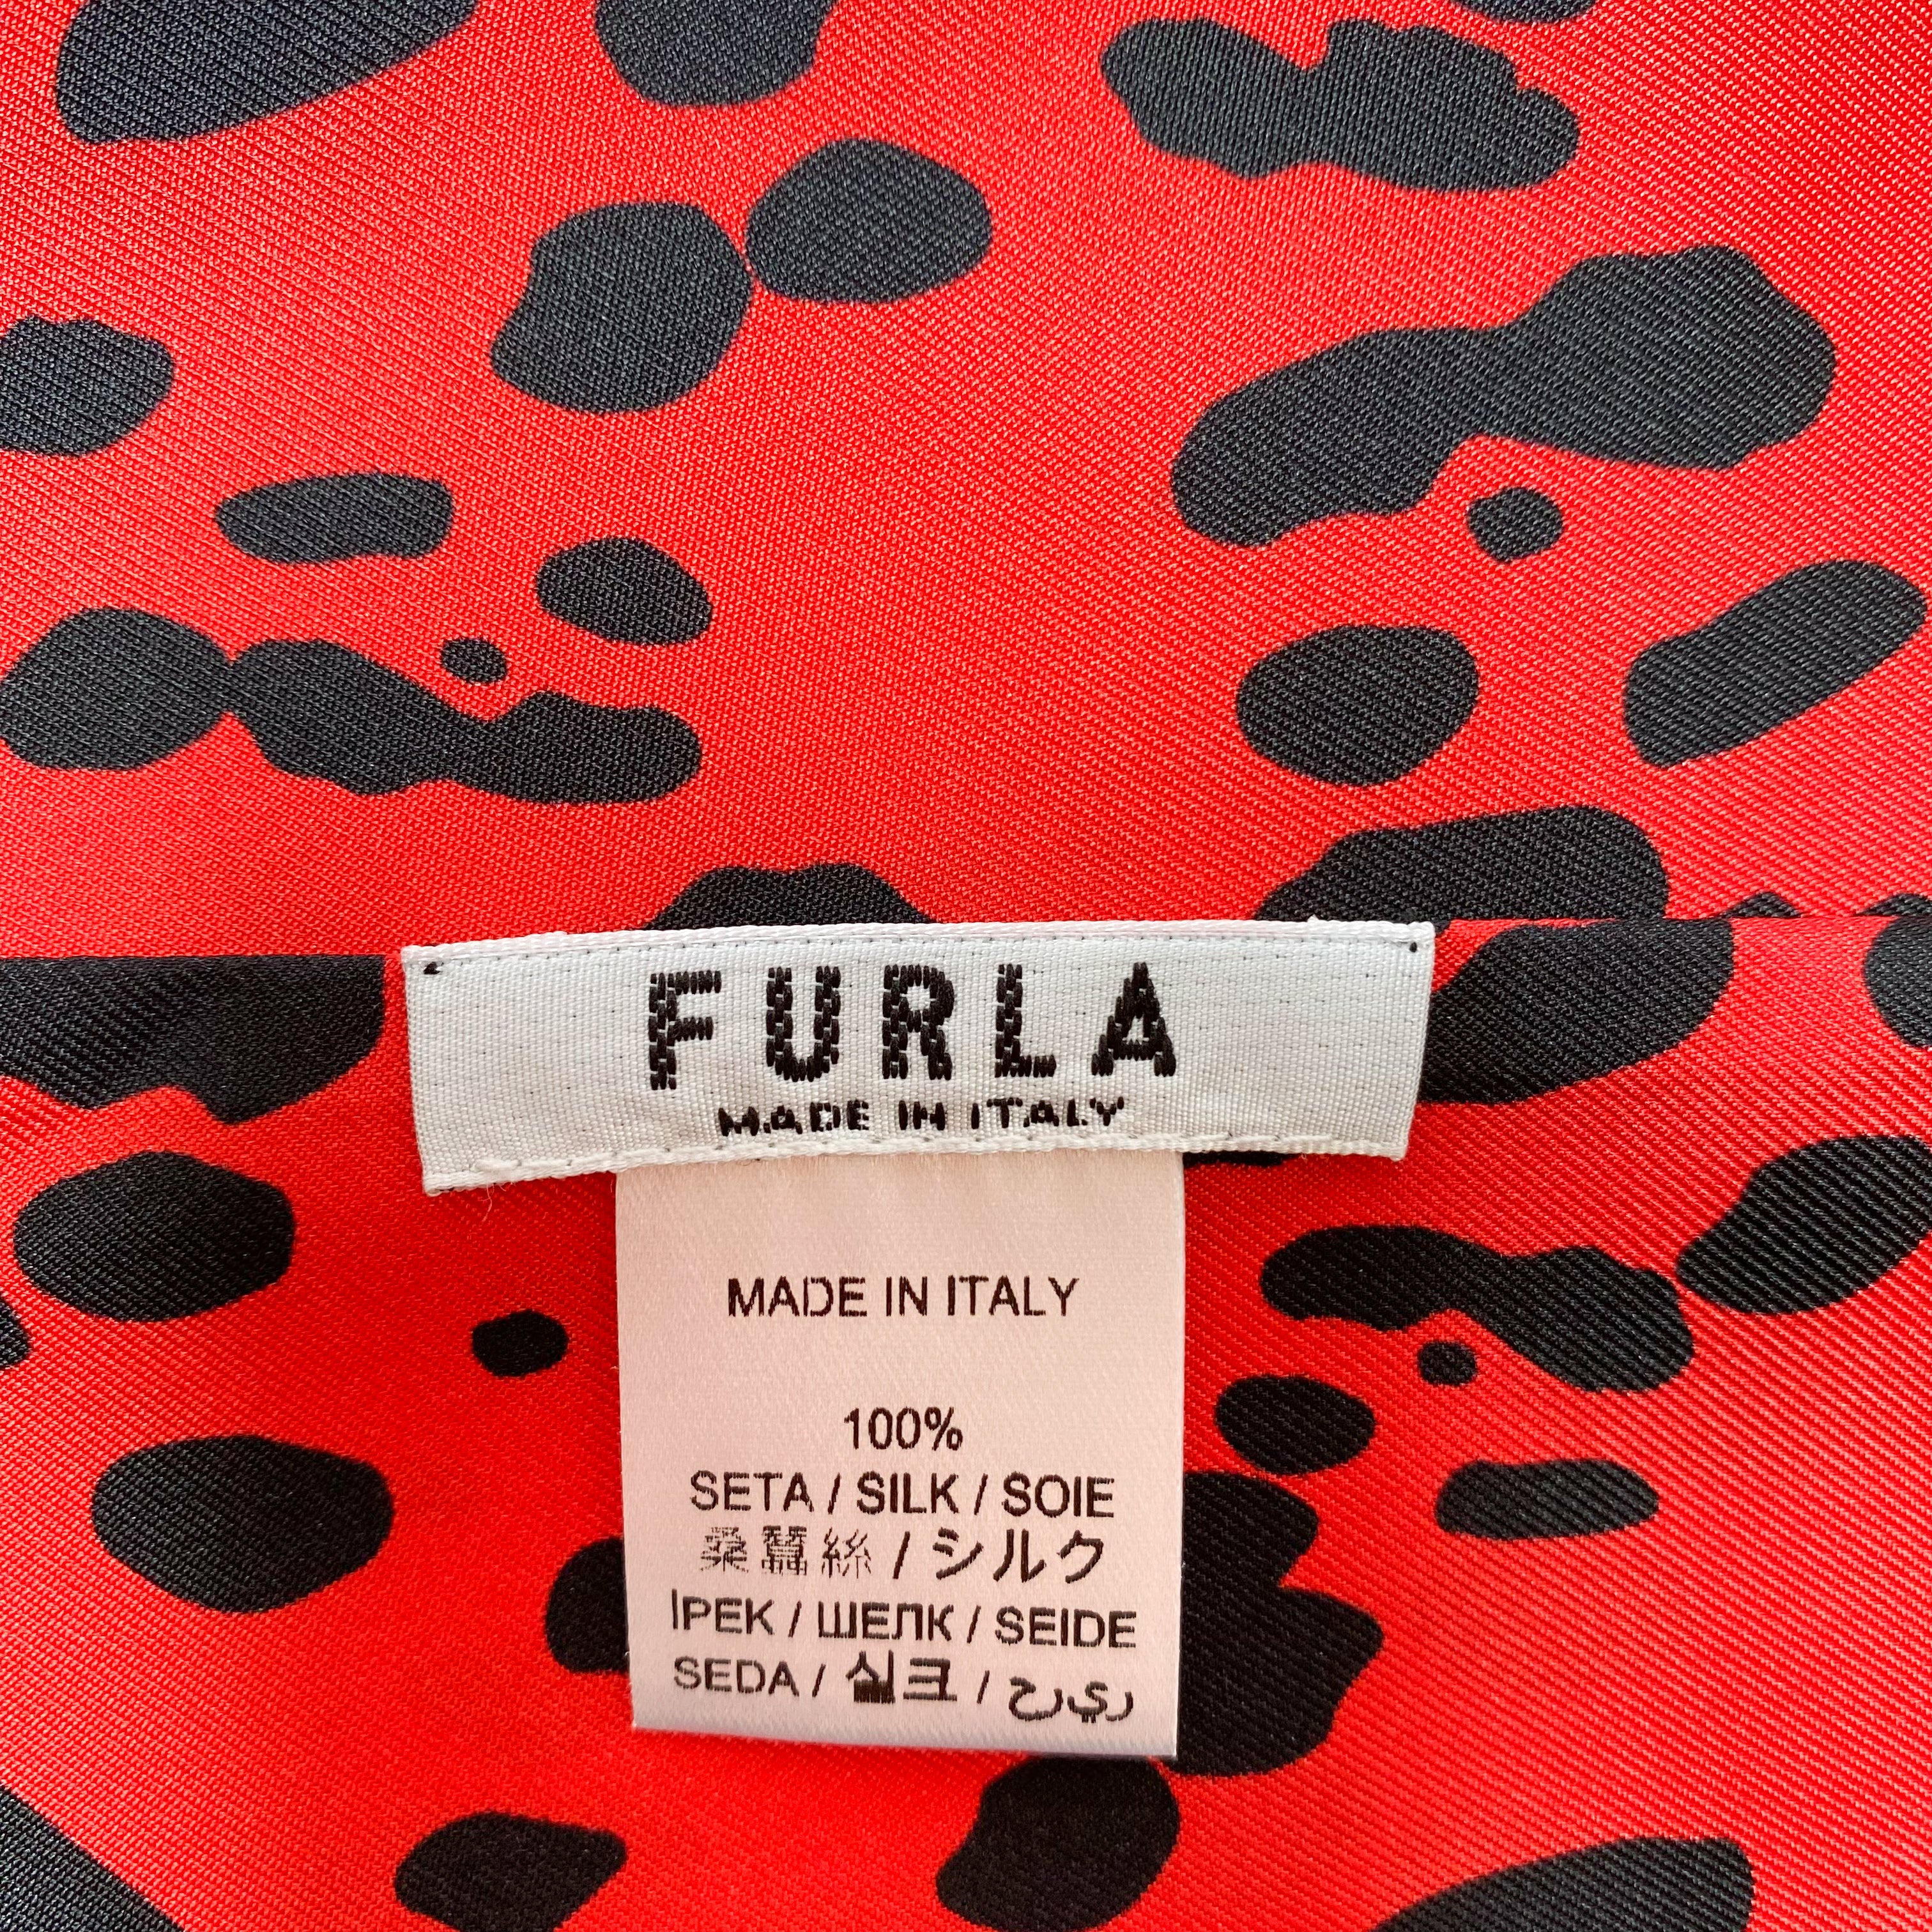 FURLA
MADE IN ITALY
MADE IN ITALY
100%
SETA / SILK / SOIE
桑蠶絲 / シルク
İPEK / ШЕЛК / SEIDE
SEDA / 실크 /